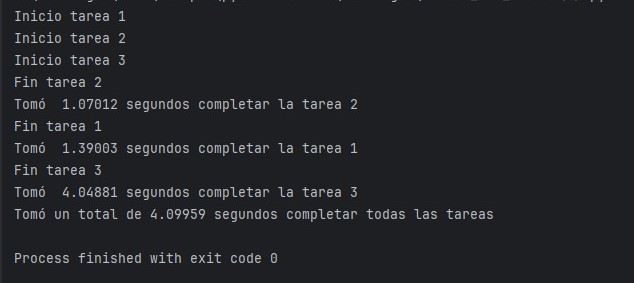 Inicio tarea 1
Inicio tarea 2
Inicio tarea 3
Fin tarea 2
Tomó  1.07012 segundos completar la tarea 2
Fin tarea 1
Tomó  1.39003 segundos completar la tarea 1
Fin tarea 3
Tomó  4.04881 segundos completar la tarea 3
Tomó un total de 4.09959 segundos completar todas las tareas
Process finished with exit code 0